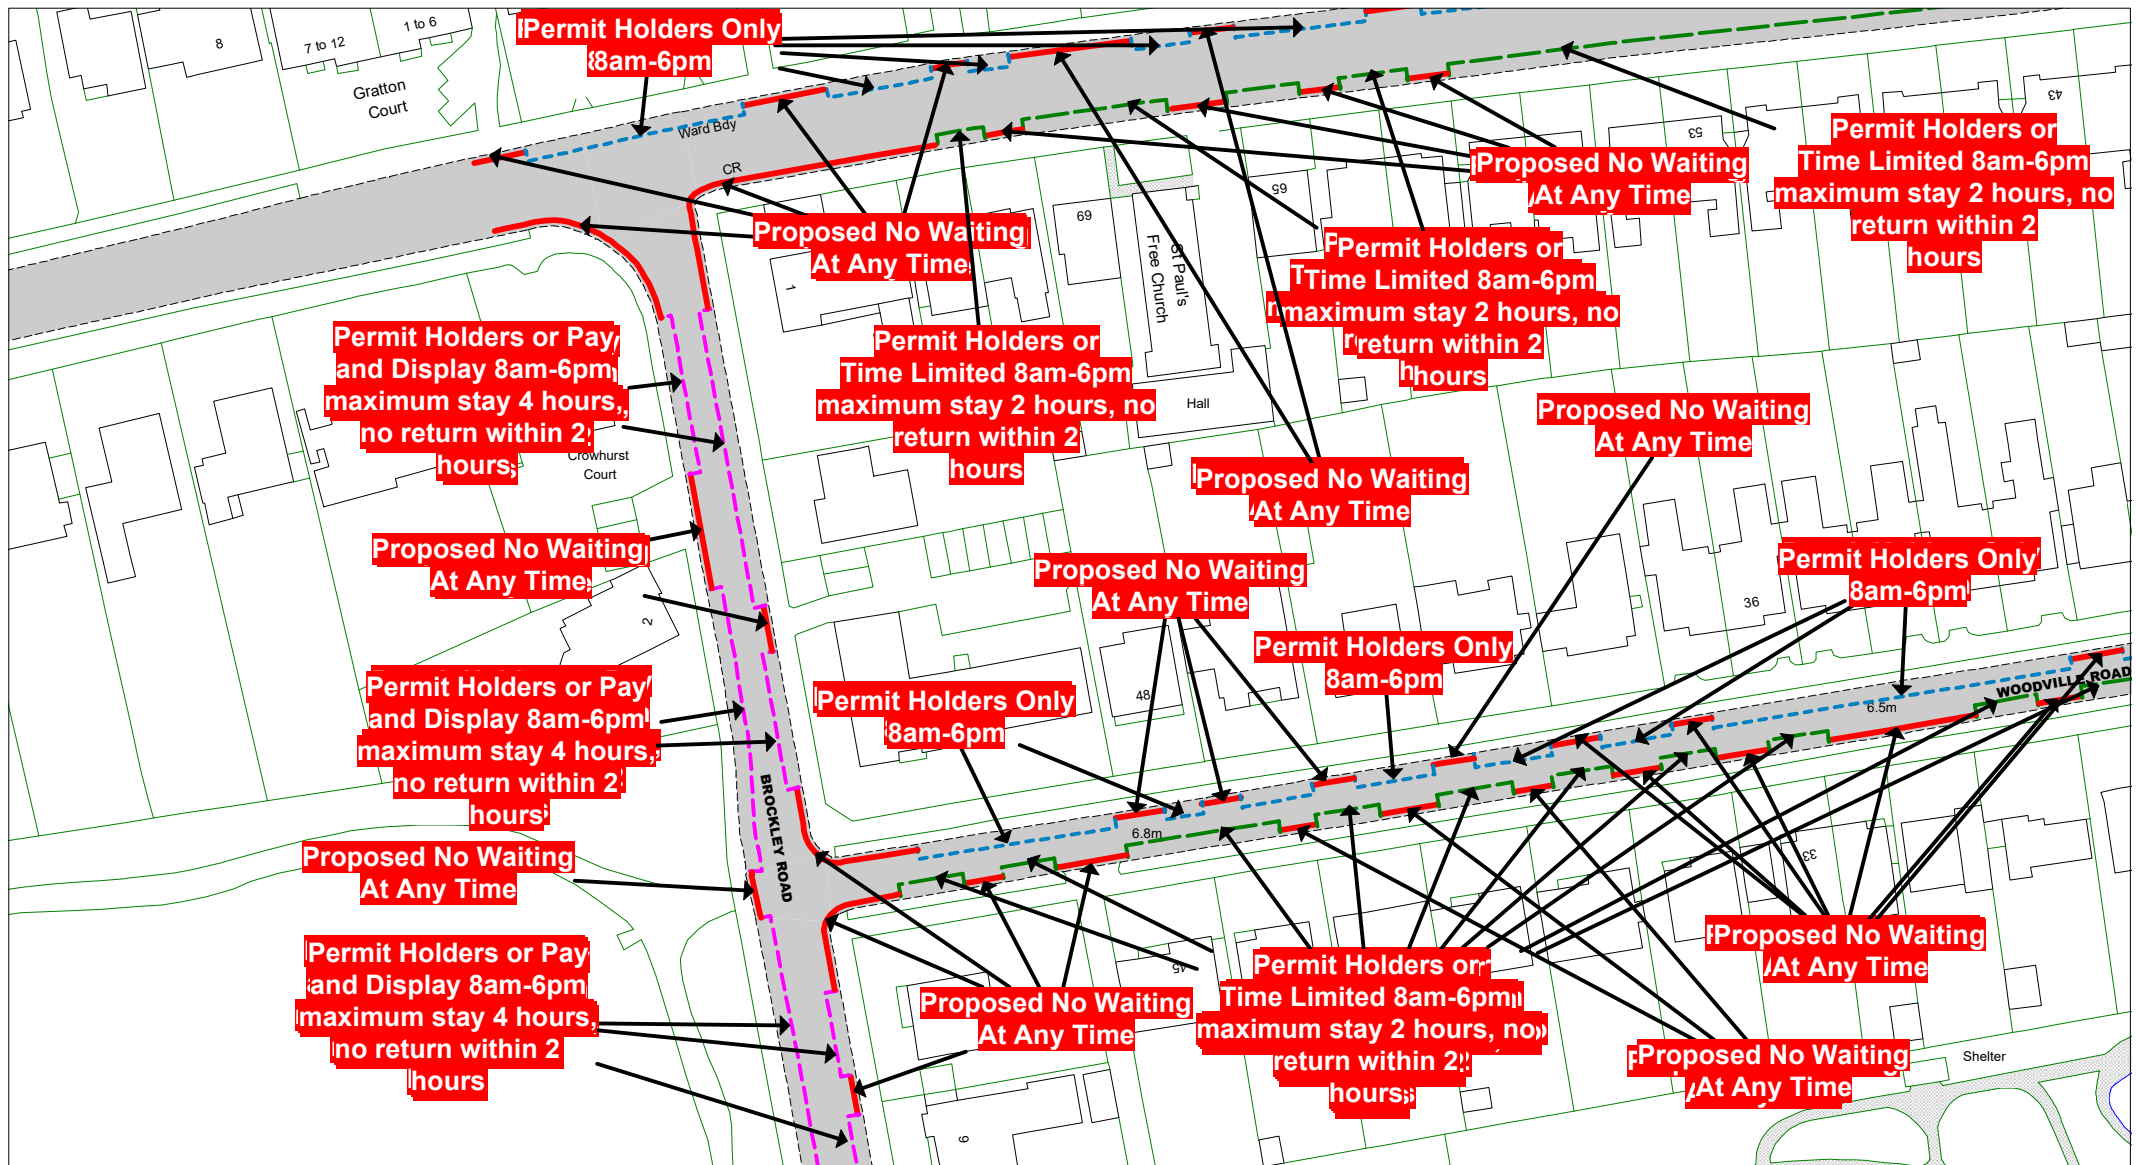 8
7 to 12
1 to 6
Gratton
Court
Permit Holders Only
8am-6pm
Ward Bdy
CR
43
53
Permit Holders or
Time Limited 8am-6pm
maximum stay 2 hours, no
return within 2
hours
Proposed No Waiting
At Any Time
65
69
St Paul's
Free Church
Proposed No Waiting
At Any Time
1
Permit Holders or
Time Limited 8am-6pm
maximum stay 2 hours, no
return within 2
hours
Permit Holders or Pay
and Display 8am-6pm
maximum stay 4 hours,
no return within 2
hours
Permit Holders or
Time Limited 8am-6pm
maximum stay 2 hours, no
return within 2
hours
Hall
Crowhurst
Court
Proposed No Waiting
At Any Time
Proposed No Waiting
At Any Time
Proposed No Waiting
At Any Time
Proposed No Waiting
At Any Time
Permit Holders Only
8am-6pm
36
2
Permit Holders Only
8am-6pm
48
Permit Holders or Pay
and Display 8am-6pm
maximum stay 4 hours,
no return within 2
hours
Permit Holders Only
8am-6pm
WOODVILLE ROAD
6.5m
BROCKLEY ROAD
6.8m
Proposed No Waiting
At Any Time
33
Proposed No Waiting
At Any Time
45
Permit Holders or Pay
and Display 8am-6pm
maximum stay 4 hours,
no return within 2
hours
Proposed No Waiting
At Any Time
Permit Holders or
Time Limited 8am-6pm
maximum stay 2 hours, no
return within 2
hours
Proposed No Waiting
At Any Time
Shelter